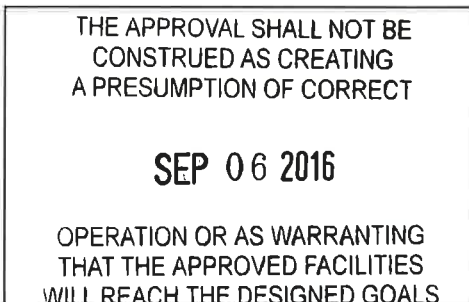 THE APPROVAL SHALL NOT BE
CONSTRUED AS CREATING
A PRESUMPTION OF CORRECT
SEP 06 2016
OPERATION OR AS WARRANTING
THAT THE APPROVED FACILITIES
WILL REACH THE DESIGNED GOALS